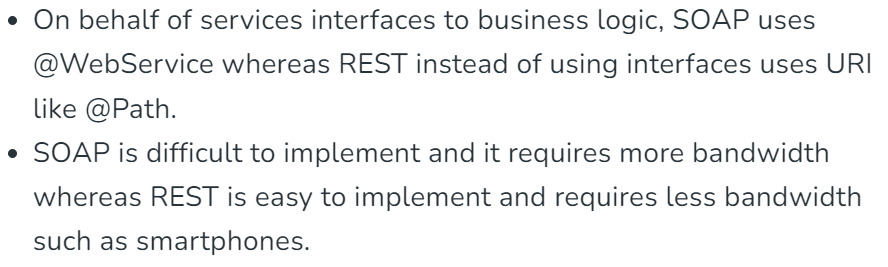 • On behalf of services interfaces to business logic, SOAP uses
@WebService whereas REST instead of using interfaces uses URI
like @Path.
• SOAP is difficult to implement and it requires more bandwidth
whereas REST is easy to implement and requires less bandwidth
such as smartphones.